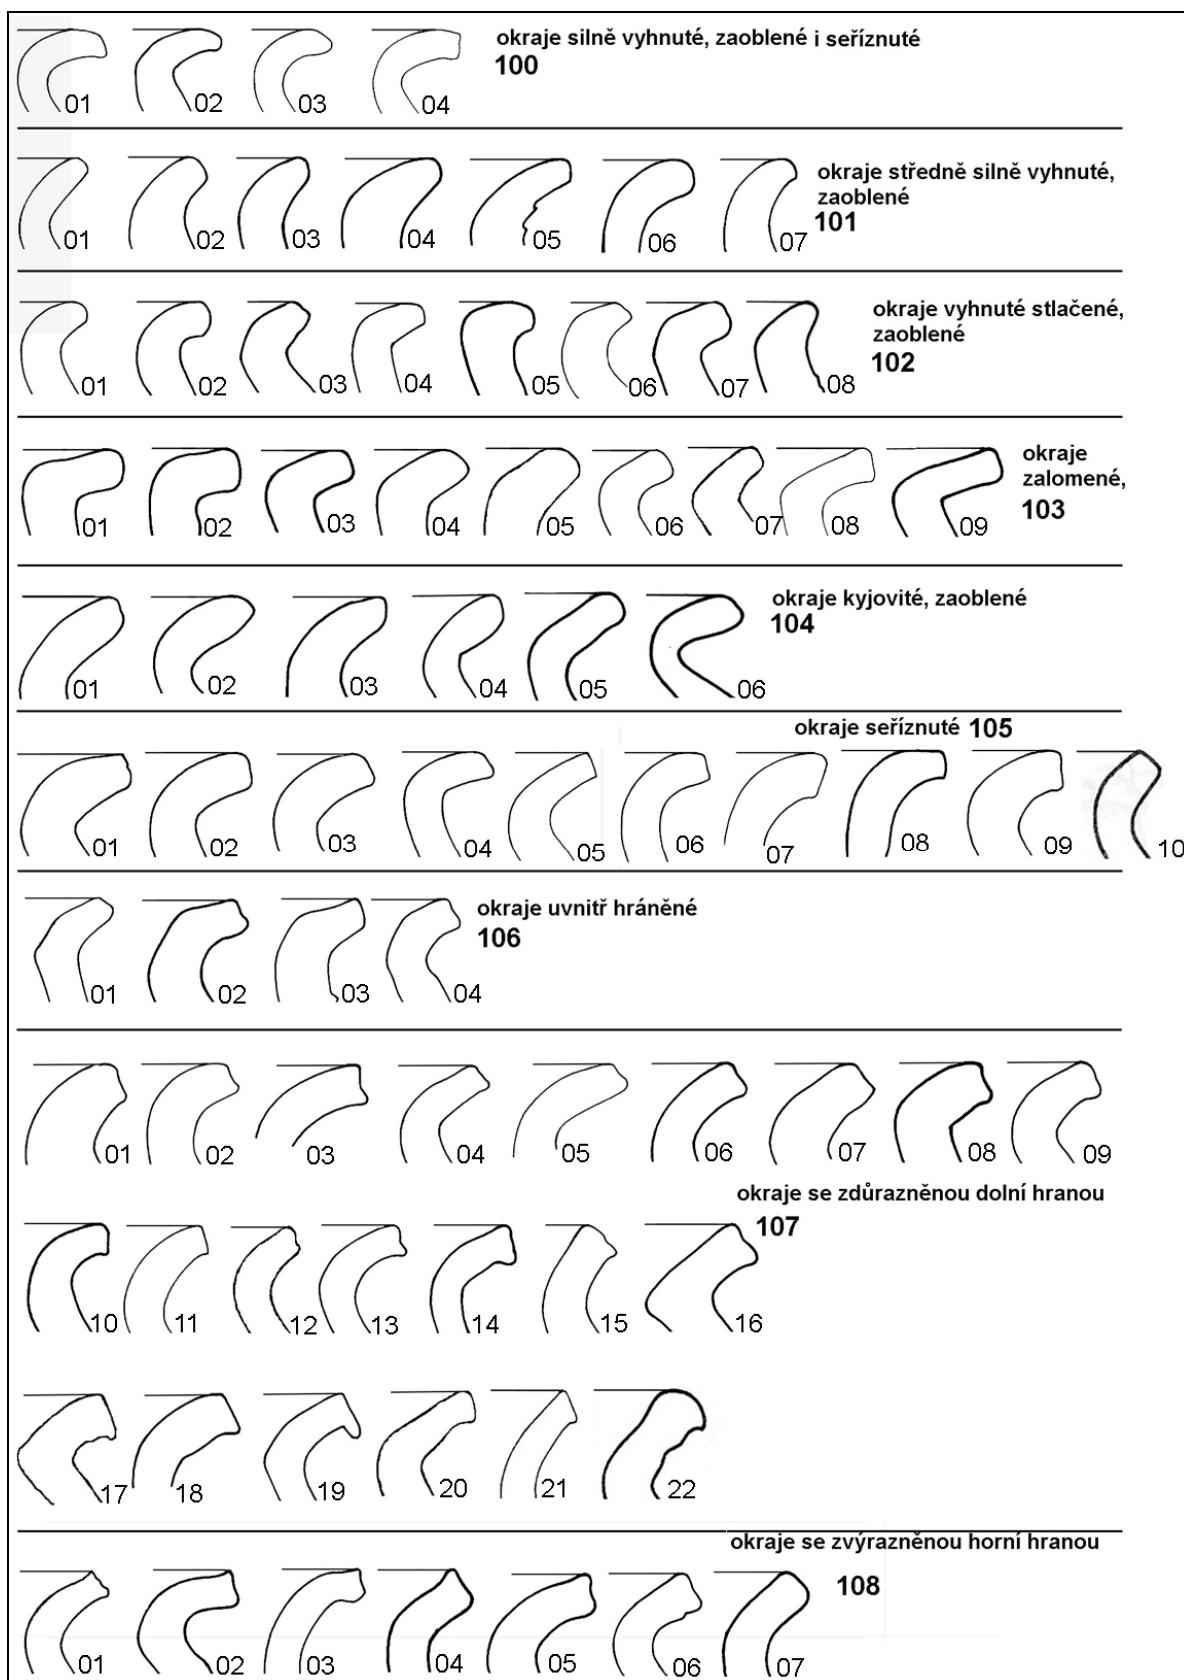 okraje silně vyhnuté, zaoblené i seříznuté
100
01 02 03 04
okraje středně silně vyhnuté,
zaoblené
101
01 02 03 04 05 06 07
okraje vyhnuté stlačené,
zaoblené
102
01 02 03 04 05 06 07 08
okraje
zalomené,
103
01 02 03 04 05 06 07 08 09
okraje kyjovité, zaoblené
104
01 02 03 04 05 06
okraje seříznuté 105
01 02 03 04 05 06 07 08 09 10
okraje uvnitř hráněné
106
01 02 03 04
01 02 03 04 05 06 07 08 09
okraje se zdůrazněnou dolní hranou
107
10 11 12 13 14 15 16
17 18 19 20 21 22
okraje se zvýrazněnou horní hranou
108
01 02 03 04 05 06 07